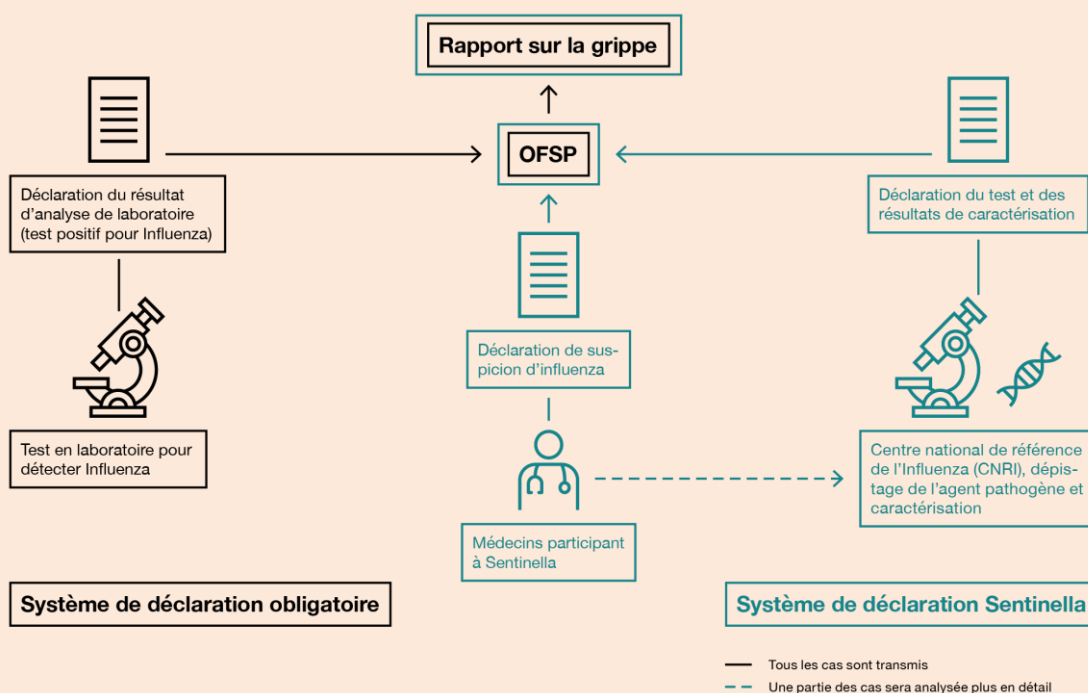 Rapport sur la grippe
OFSP
Déclaration du résultat
d’analyse de laboratoire
(test positif pour Influenza)
Déclaration du test et des
résultats de caractérisation
Déclaration de sus-
picion d’influenza
Test en laboratoire pour
détecter Influenza
Centre national de référence
de l’Influenza (CNRI), dépis-
tage de l’agent pathogène et
caractérisation
Médecins participant
à Sentinella
Système de déclaration obligatoire
Système de déclaration Sentinella
Tous les cas sont transmis
Une partie des cas sera analysée plus en détail